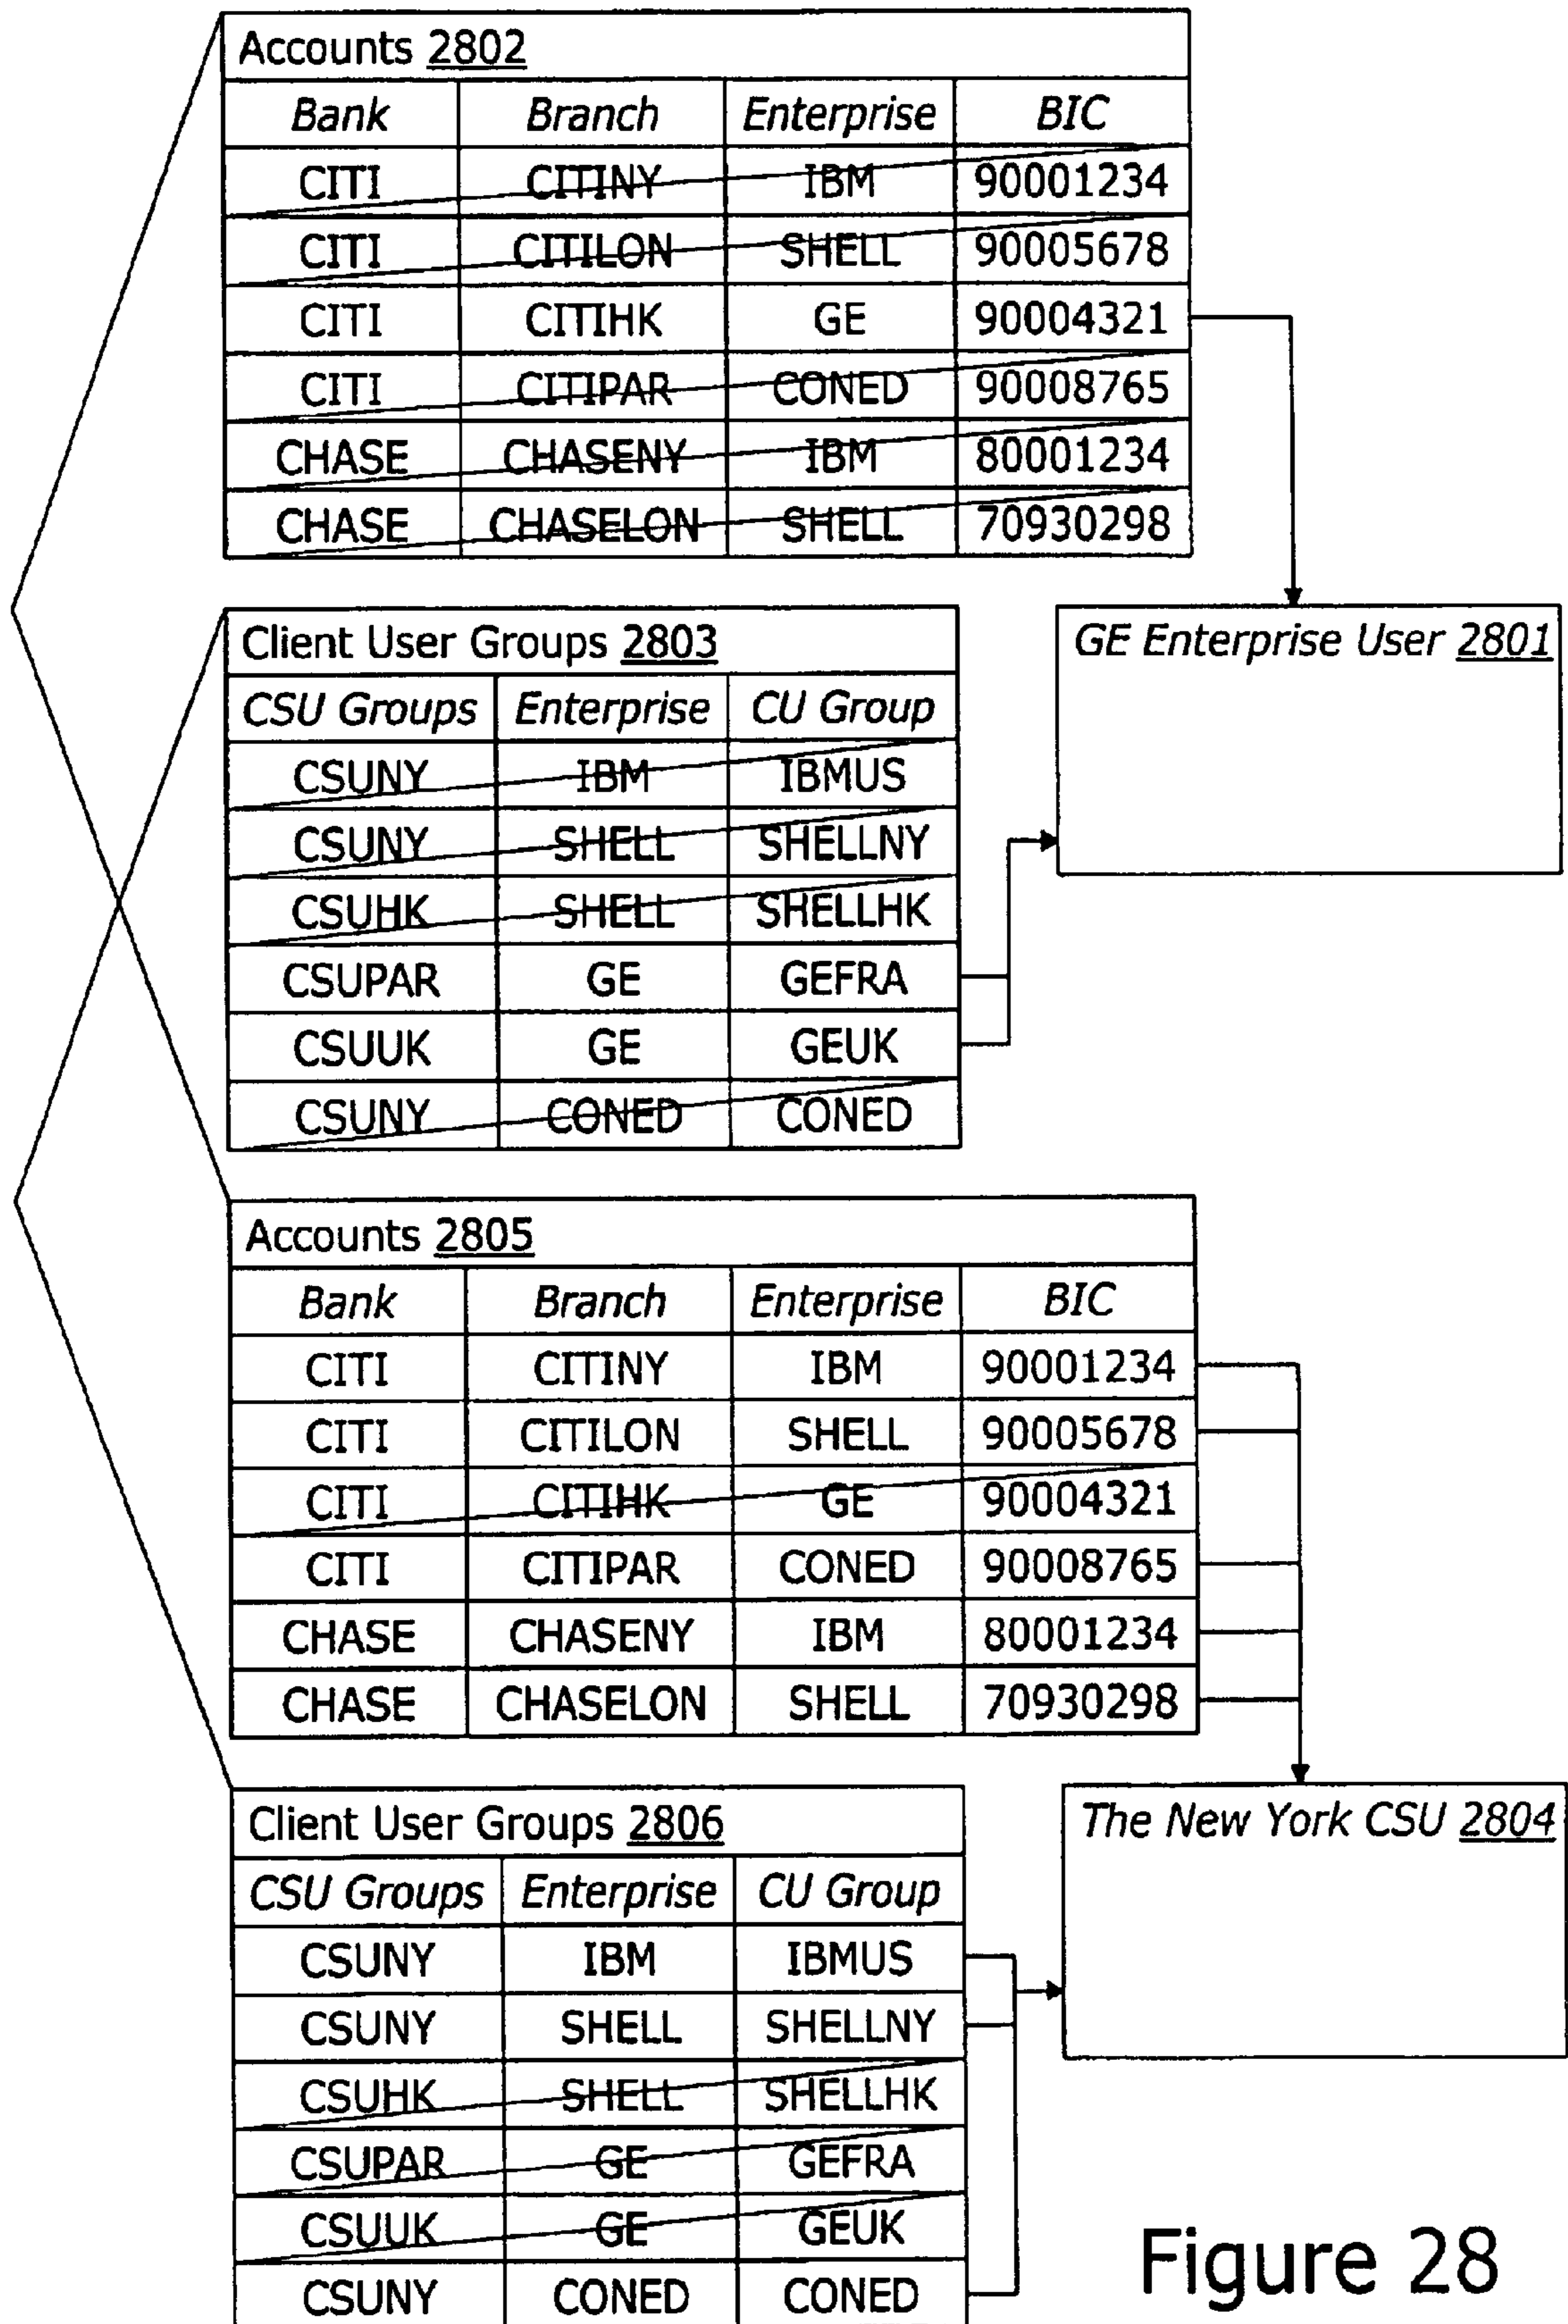 Accounts 2802
Bank Branch Enterprise BIC
CITI CITINY IBM 90001234
CITI CITILON SHELL 90005678
CITI CITIHK GE 90004321
CITI CITIPAR CONED 90008765
CHASE CHASENY IBM 80001234
CHASE CHASELON SHELL 70930298
Client User Groups 2803
CSU Groups Enterprise CU Group
CSUNY IBM IBMUS
CSUNY SHELL SHELLNY
CSUHK SHELL SHELLHK
CSUPAR GE GEFRA
CSUUK GE GEUK
CSUNY CONED CONED
GE Enterprise User 2801
Accounts 2805
Bank Branch Enterprise BIC
CITI CITINY IBM 90001234
CITI CITILON SHELL 90005678
CITI CITIHK GE 90004321
CITI CITIPAR CONED 90008765
CHASE CHASENY IBM 80001234
CHASE CHASELON SHELL 70930298
Client User Groups 2806
CSU Groups Enterprise CU Group
CSUNY IBM IBMUS
CSUNY SHELL SHELLNY
CSUHK SHELL SHELLHK
CSUPAR GE GEFRA
CSUUK GE GEUK
CSUNY CONED CONED
The New York CSU 2804
Figure 28